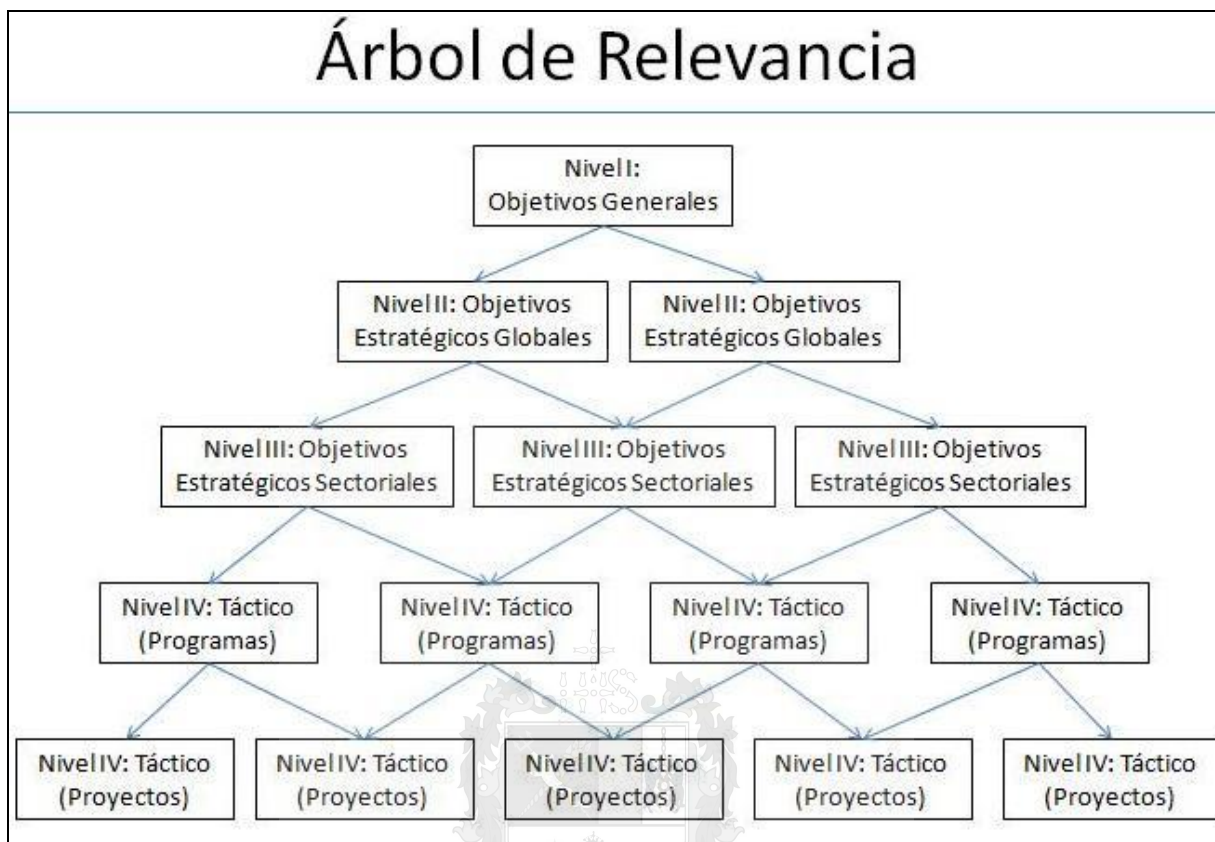 Árbol de Relevancia
Nivel I:
Objetivos Generales
Nivel II: Objetivos
Estratégicos Globales
Nivel II: Objetivos
Estratégicos Globales
Nivel III: Objetivos
Estratégicos Sectoriales
Nivel III: Objetivos
Estratégicos Sectoriales
Nivel III: Objetivos
Estratégicos Sectoriales
Nivel IV: Táctico
(Programas)
Nivel IV: Táctico
(Programas)
Nivel IV: Táctico
(Programas)
Nivel IV: Táctico
(Programas)
Nivel IV: Táctico
(Proyectos)
Nivel IV: Táctico
(Proyectos)
Nivel IV: Táctico
(Proyectos)
Nivel IV: Táctico
(Proyectos)
Nivel IV: Táctico
(Proyectos)